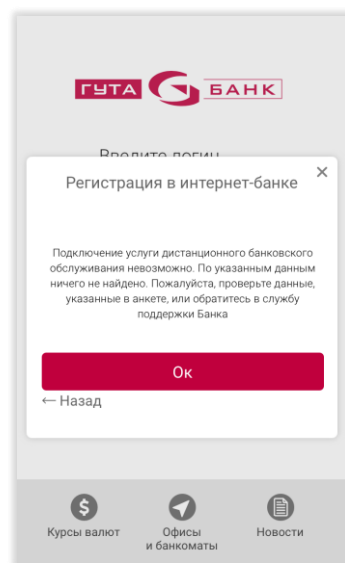 ГУТА БАНК
Введите логин
Регистрация в интернет-банке
×
Подключение услуги дистанционного банковского
обслуживания невозможно. По указанным данным
ничего не найдено. Пожалуйста, проверьте данные,
указанные в анкете, или обратитесь в службу
поддержки Банка
Ок
← Назад
Курсы валют
Офисы
и банкоматы
Новости